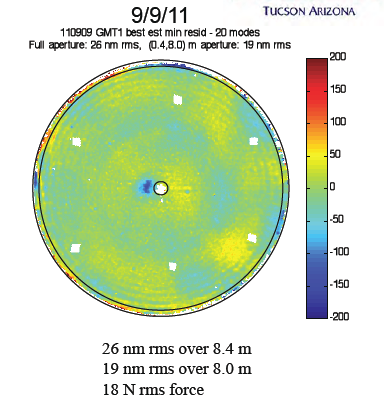 9/9/11
TUCSON ARIZONA
110909 GMT1 best est min resid - 20 modes
Full aperture: 26 nm rms, (0.4,8.0) m aperture: 19 nm rms
200
150
100
50
0
-50
-100
-150
-200
26 nm rms over 8.4 m
19 nm rms over 8.0 m
18 N rms force